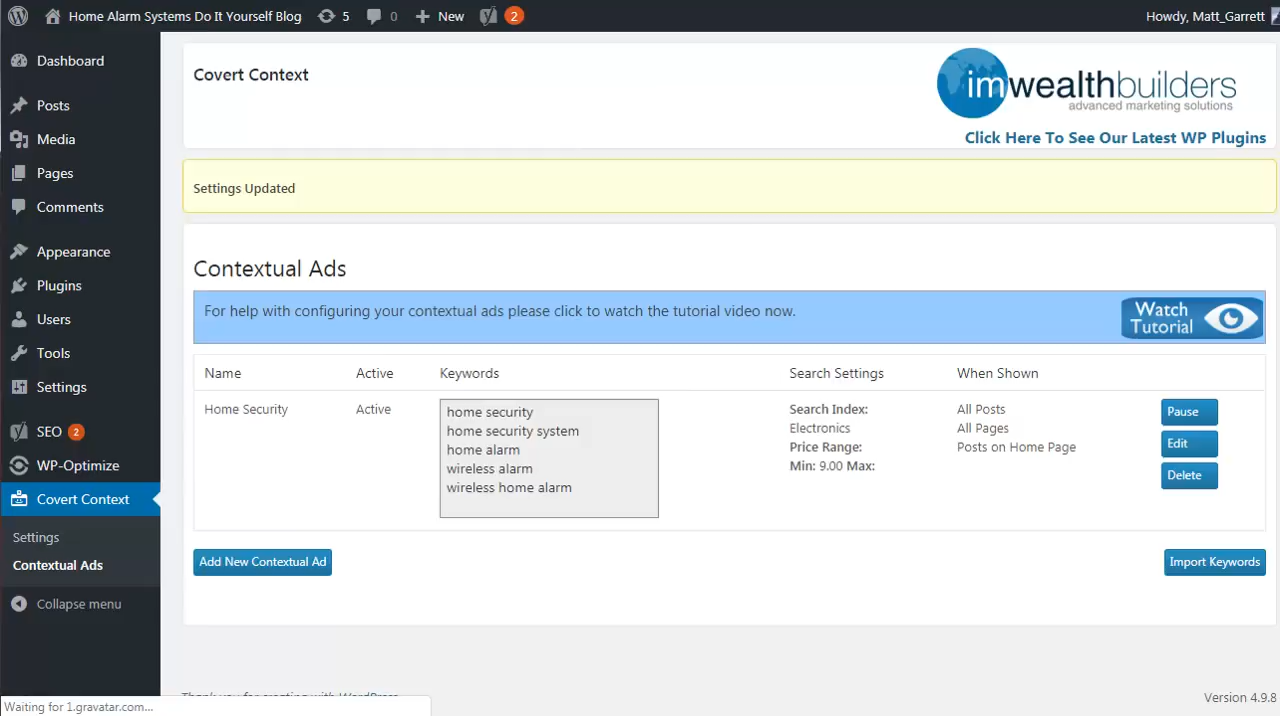 Home Alarm Systems Do It Yourself Blog 5 0 New 2 Howdy, Matt_Garrett
Dashboard
Posts
Media
Pages
Comments
Appearance
Plugins
Users
Tools
Settings
SEO 2
WP-Optimize
Covert Context
Settings
Contextual Ads
Collapse menu
Covert Context
imwealthbuilders
advanced marketing solutions
Click Here To See Our Latest WP Plugins
Settings Updated
Contextual Ads
For help with configuring your contextual ads please click to watch the tutorial video now.
Watch
Tutorial
Name Active Keywords Search Settings When Shown
Home Security Active
home security
home security system
home alarm
wireless alarm
wireless home alarm
Search Index:
Electronics
Price Range:
Min: 9.00 Max:
All Posts
All Pages
Posts on Home Page
Pause
Edit
Delete
Add New Contextual Ad Import Keywords
Thank you for creating with WordPress
Version 4.9.8
Waiting for 1.gravatar.com...